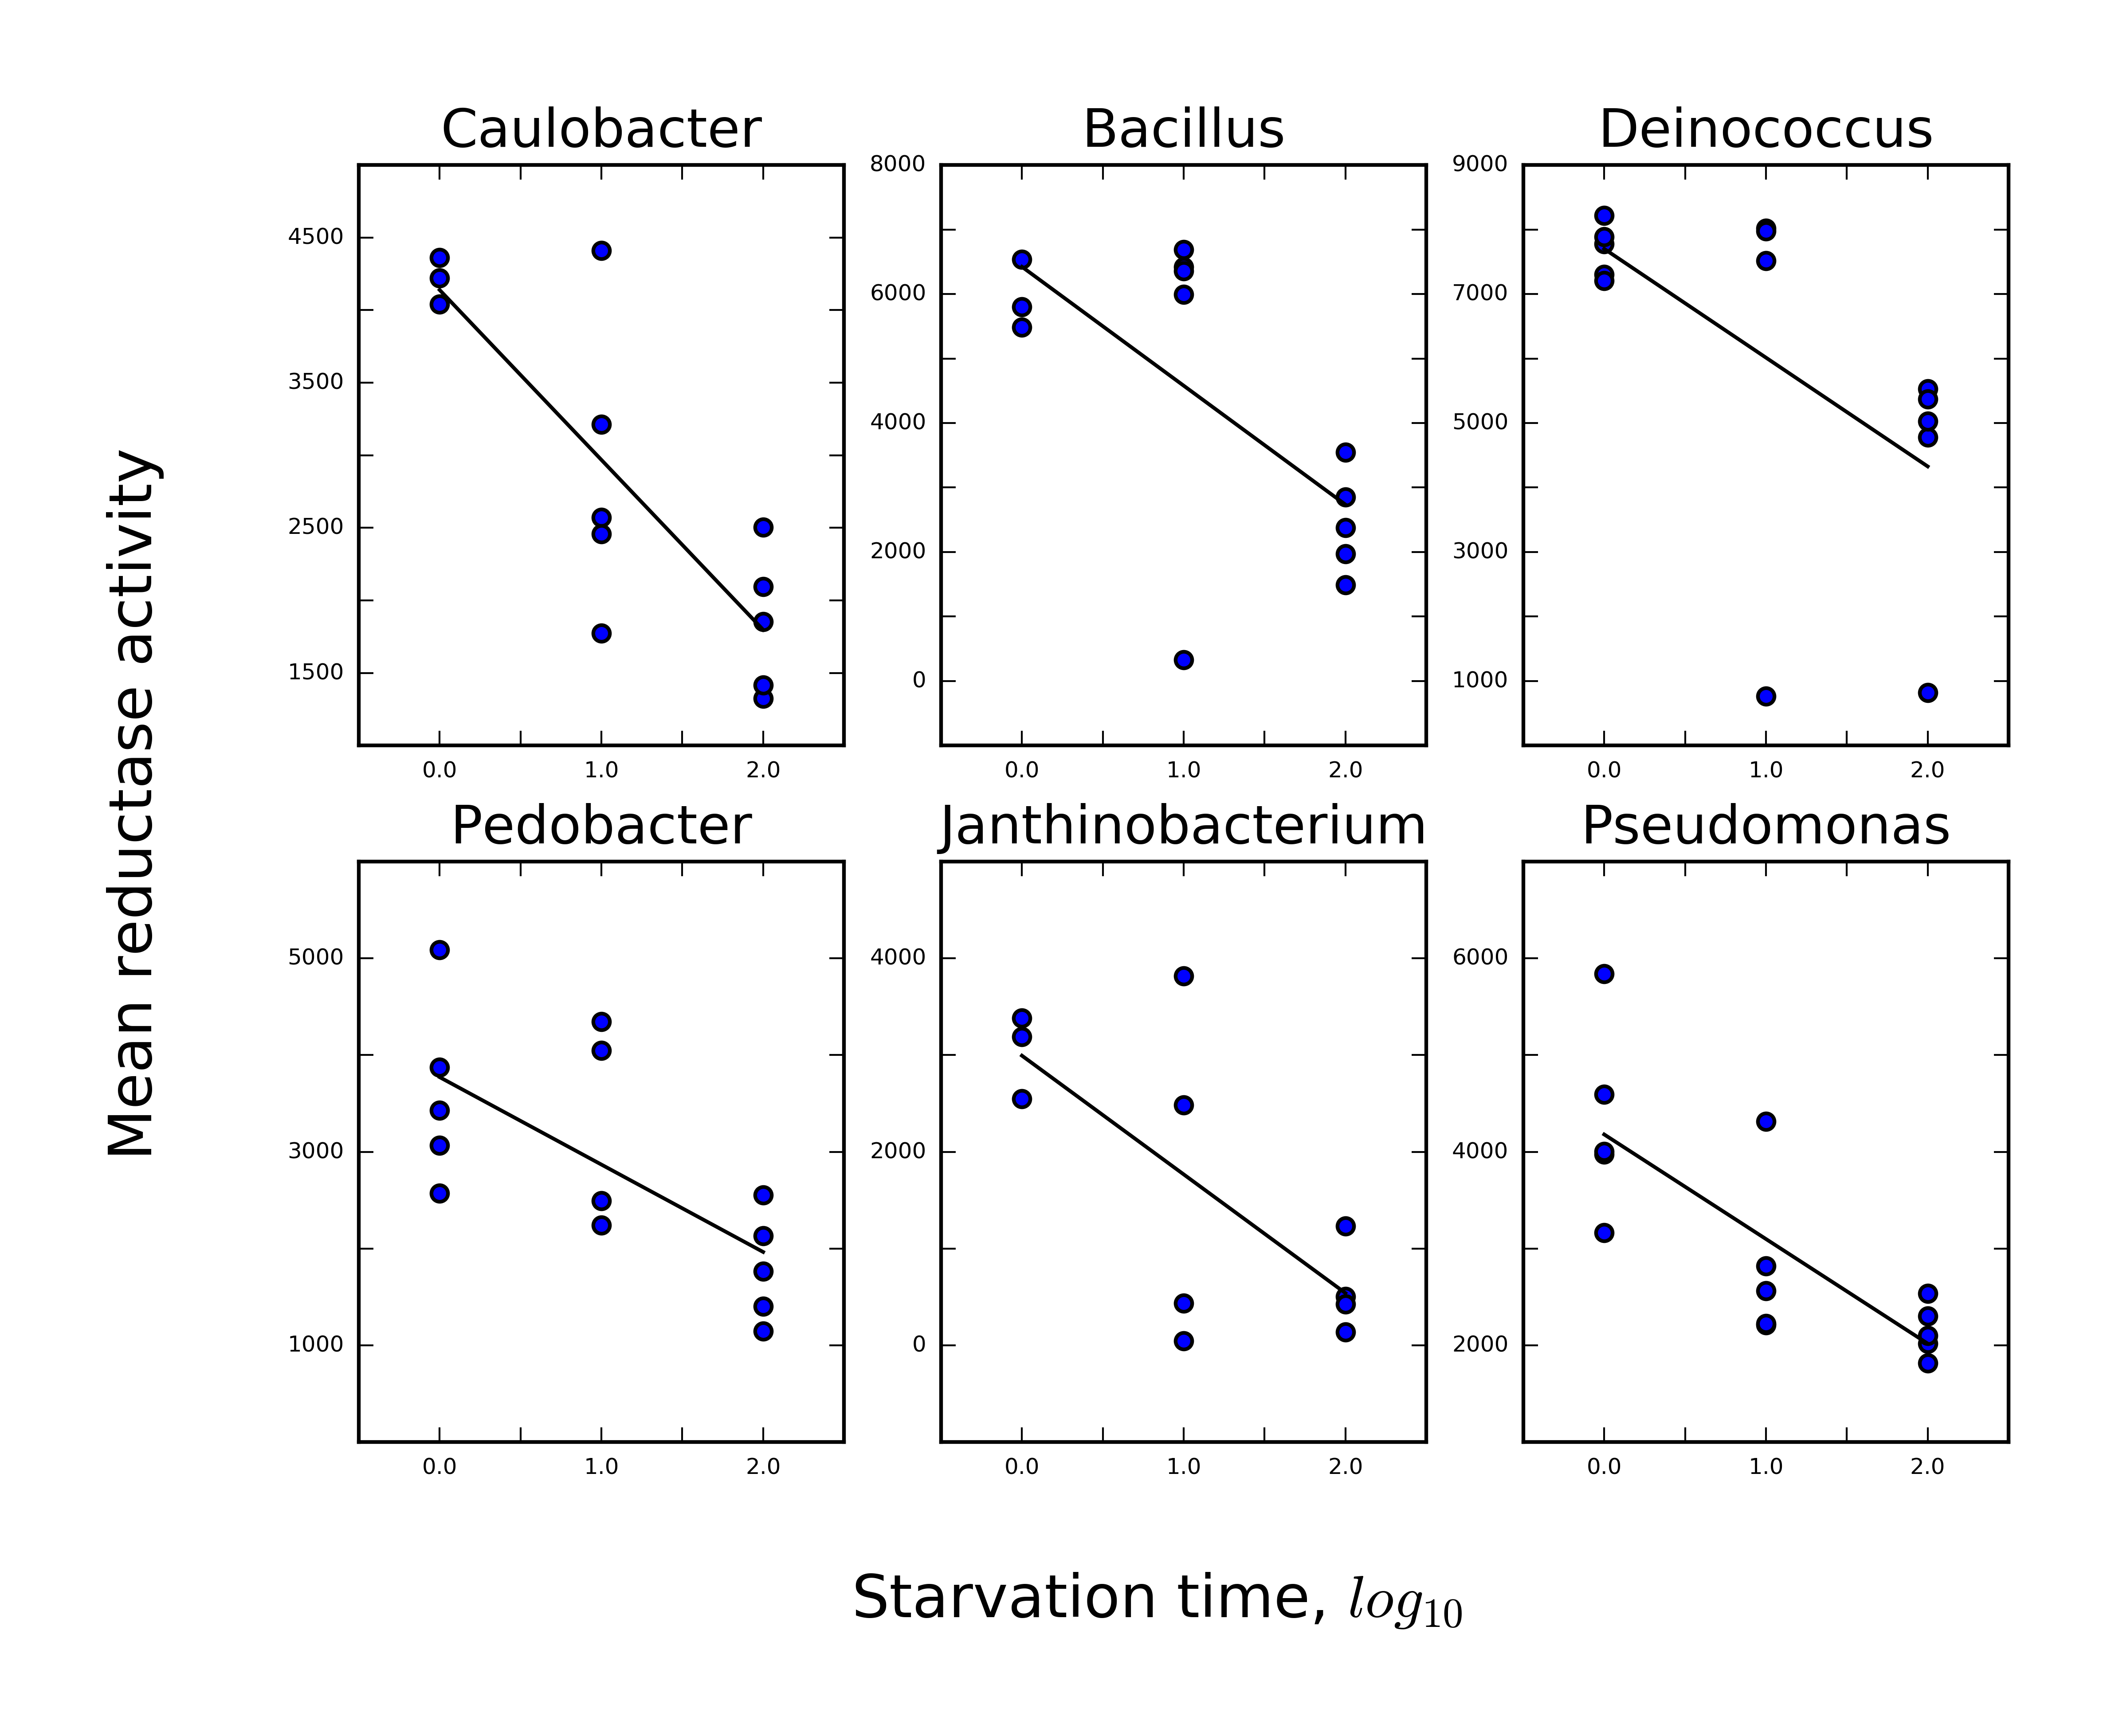 Caulobacter
Bacillus
Deinococcus
4500
3500
2500
1500
0.0 1.0 2.0
8000
6000
4000
2000
0
0.0 1.0 2.0
9000
7000
5000
3000
1000
0.0 1.0 2.0
Mean reductase activity
Pedobacter
Janthinobacterium
Pseudomonas
5000
3000
1000
0.0 1.0 2.0
4000
2000
0
0.0 1.0 2.0
6000
4000
2000
0.0 1.0 2.0
Starvation time, log₁₀